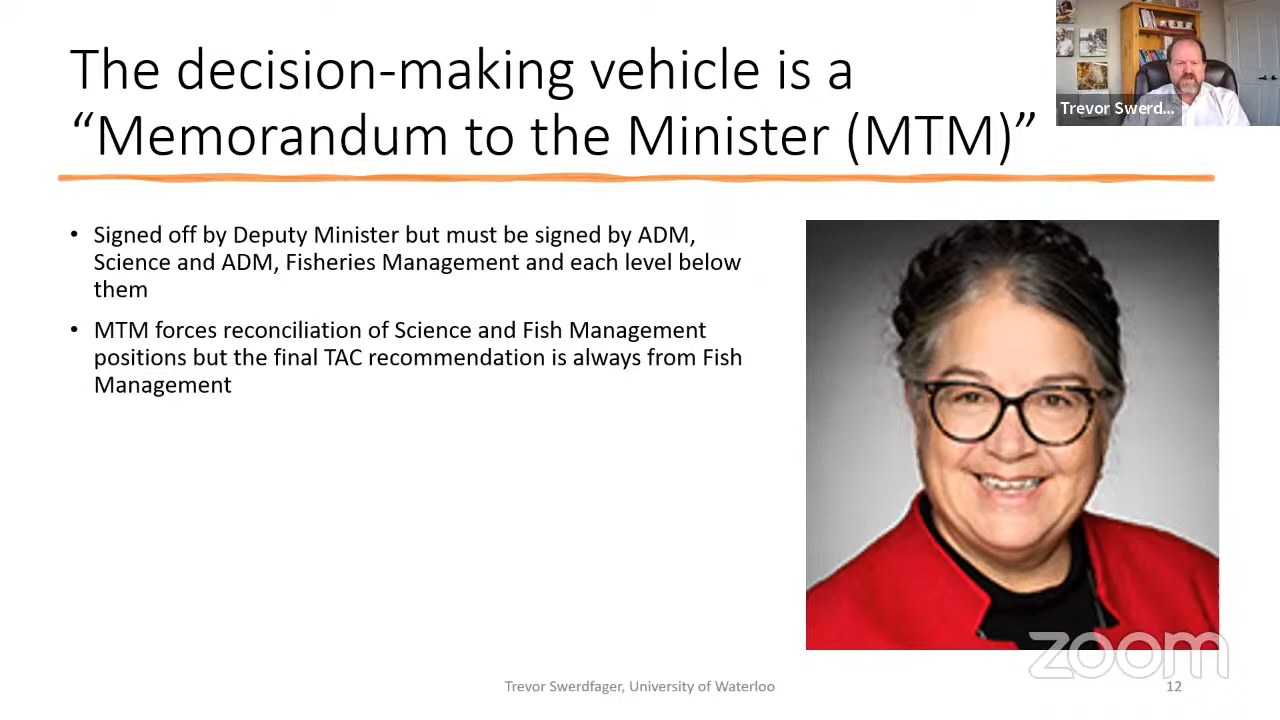 The decision-making vehicle is a
“Memorandum to the Minister (MTM)”
Trevor Swerd...
• Signed off by Deputy Minister but must be signed by ADM,
Science and ADM, Fisheries Management and each level below
them
• MTM forces reconciliation of Science and Fish Management
positions but the final TAC recommendation is always from Fish
Management
zoom
Trevor Swerdfager, University of Waterloo
12